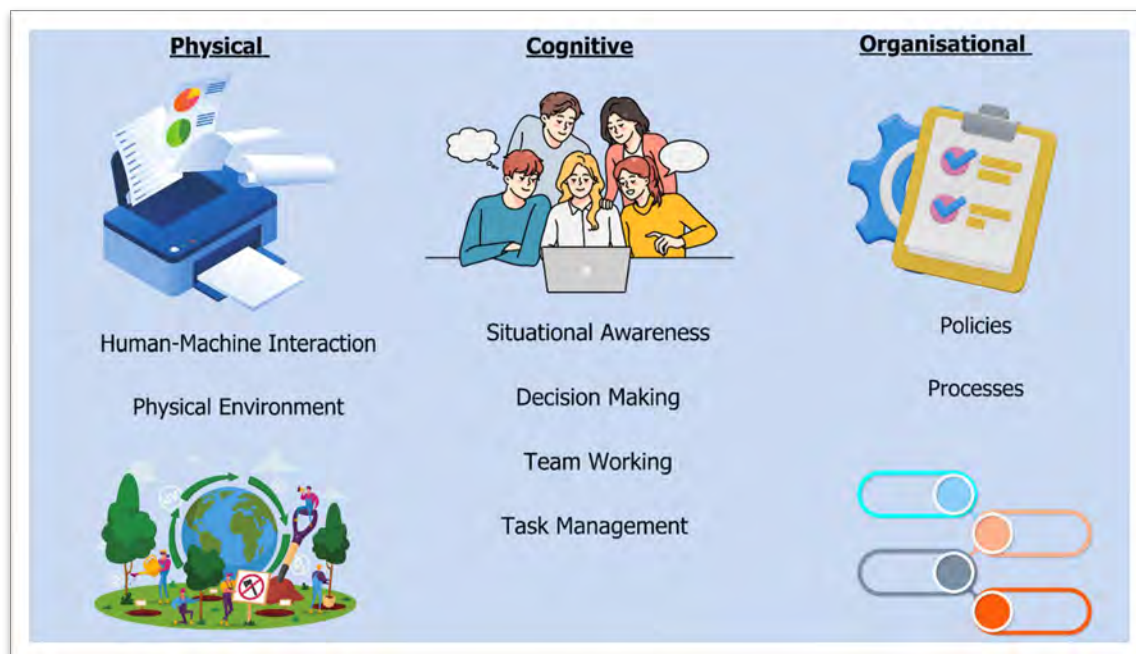 Physical
Cognitive
Organisational
Human-Machine Interaction
Physical Environment
Situational Awareness
Decision Making
Team Working
Task Management
Policies
Processes